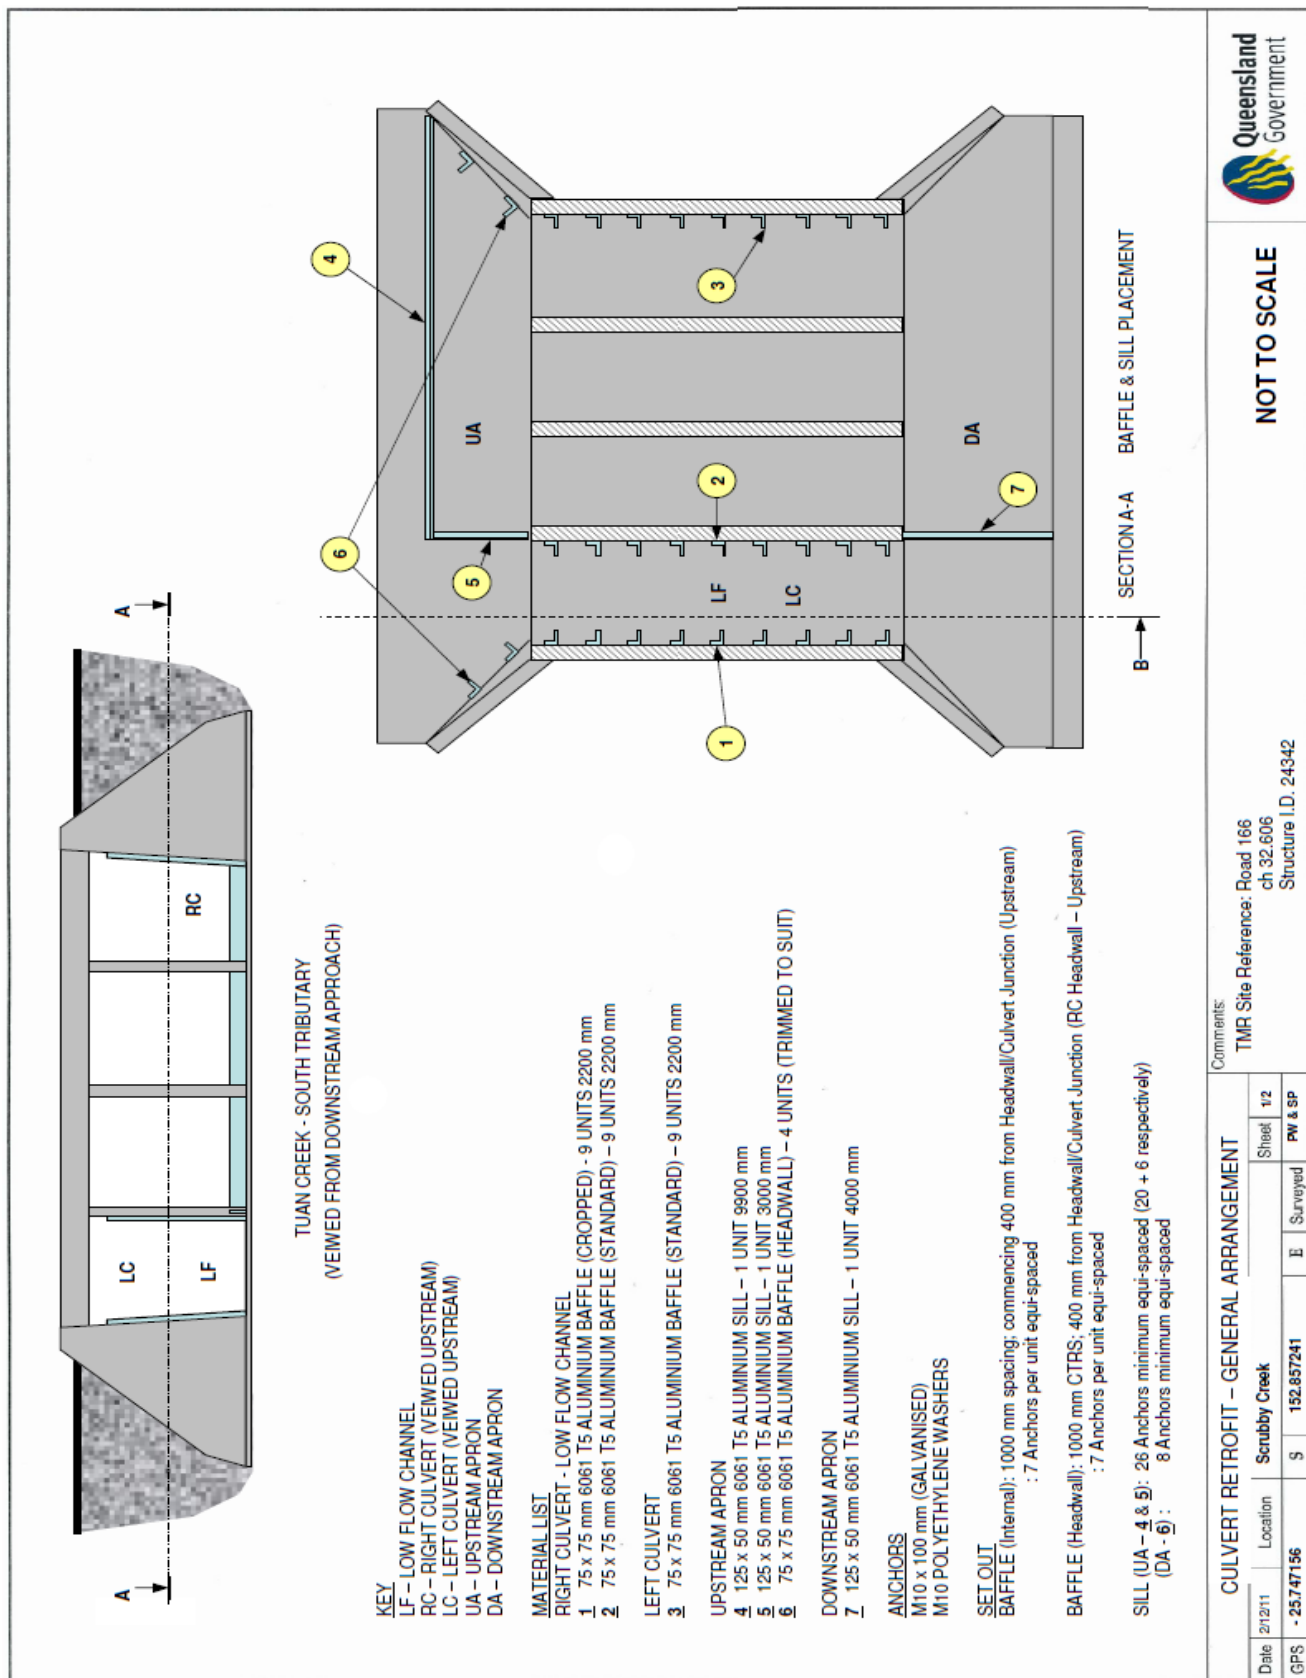 A
A
LC
LF
RC
TUAN CREEK - SOUTH TRIBUTARY
(VEIWED FROM DOWNSTREAM APPROACH)
KEY
LF – LOW FLOW CHANNEL
RC – RIGHT CULVERT (VEIWED UPSTREAM)
LC – LEFT CULVERT (VEIWED UPSTREAM)
UA – UPSTREAM APRON
DA – DOWNSTREAM APRON
MATERIAL LIST
RIGHT CULVERT - LOW FLOW CHANNEL
1 75 x 75 mm 6061 T5 ALUMINIUM BAFFLE (CROPPED) - 9 UNITS 2200 mm
2 75 x 75 mm 6061 T5 ALUMINIUM BAFFLE (STANDARD) – 9 UNITS 2200 mm
LEFT CULVERT
3 75 x 75 mm 6061 T5 ALUMINIUM BAFFLE (STANDARD) – 9 UNITS 2200 mm
UPSTREAM APRON
4 125 x 50 mm 6061 T5 ALUMINIUM SILL – 1 UNIT 9900 mm
5 125 x 50 mm 6061 T5 ALUMINIUM SILL – 1 UNIT 3000 mm
6 75 x 75 mm 6061 T5 ALUMINIUM BAFFLE (HEADWALL) – 4 UNITS (TRIMMED TO SUIT)
DOWNSTREAM APRON
7 125 x 50 mm 6061 T5 ALUMINIUM SILL – 1 UNIT 4000 mm
ANCHORS
M10 x 100 mm (GALVANISED)
M10 POLYETHYLENE WASHERS
SET OUT
BAFFLE (Internal): 1000 mm spacing; commencing 400 mm from Headwall/Culvert Junction (Upstream)
: 7 Anchors per unit equi-spaced
BAFFLE (Headwall): 1000 mm CTRS; 400 mm from Headwall/Culvert Junction (RC Headwall – Upstream)
: 7 Anchors per unit equi-spaced
SILL (UA – 4 & 5): 26 Anchors minimum equi-spaced (20 + 6 respectively)
(DA - 6) : 8 Anchors minimum equi-spaced
6
4
5
UA
1
2
3
LF
LC
7
DA
B
SECTION A-A BAFFLE & SILL PLACEMENT
CULVERT RETROFIT – GENERAL ARRANGEMENT
Date 2/12/11 Location Scrubby Creek Sheet 1/2
GPS - 25.747156 S 152.857241 E Surveyed PW & SP
Comments:
TMR Site Reference: Road 166
ch 32.606
Structure I.D. 24342
NOT TO SCALE
Queensland
Government